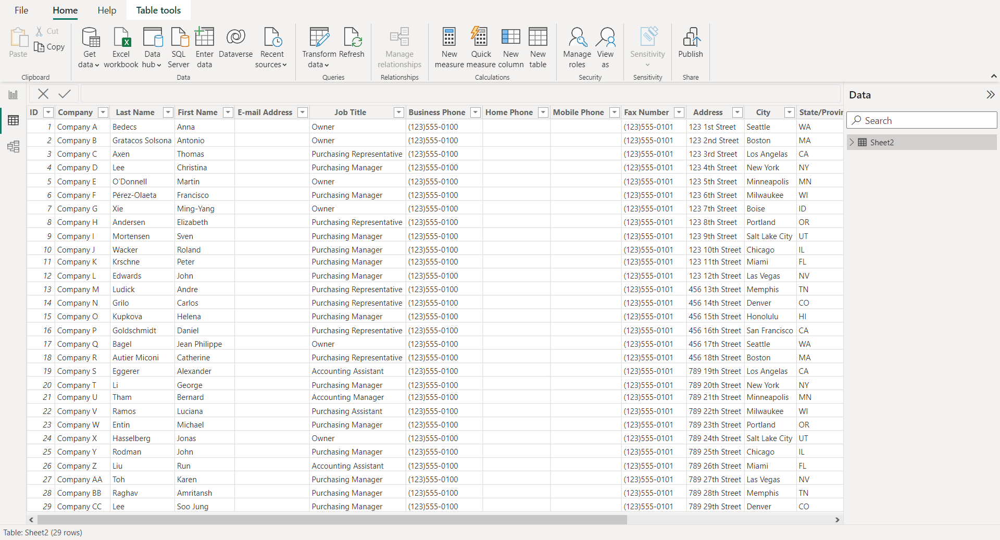 File Home Help Table tools
Paste Cut Copy
Get data Excel workbook Data hub SQL Server Enter data Dataverse Recent sources
Transform data Refresh Manage relationships
New measure Quick measure New column New table
Manage roles View as Sensitivity Publish
Clipboard Data Queries Relationships Calculations Security Sensitivity Share
Data
Search
Sheet2
ID Company Last Name First Name E-mail Address Job Title Business Phone Home Phone Mobile Phone Fax Number Address City State/Provin
1 Company A Bedecs Anna Owner (123)555-0100 (123)555-0101 123 1st Street Seattle WA
2 Company B Gratacos Solsona Antonio Owner (123)555-0100 (123)555-0101 123 2nd Street Boston MA
3 Company C Axen Thomas Purchasing Representative (123)555-0100 (123)555-0101 123 3rd Street Los Angelas CA
4 Company D Lee Christina Purchasing Manager (123)555-0100 (123)555-0101 123 4th Street New York NY
5 Company E O’Donnell Martin Owner (123)555-0100 (123)555-0101 123 5th Street Minneapolis MN
6 Company F Pérez-Olaeta Francisco Purchasing Manager (123)555-0100 (123)555-0101 123 6th Street Milwaukee WI
7 Company G Xie Ming-Yang Owner (123)555-0100 (123)555-0101 123 7th Street Boise ID
8 Company H Andersen Elizabeth Purchasing Representative (123)555-0100 (123)555-0101 123 8th Street Portland OR
9 Company I Mortensen Sven Purchasing Manager (123)555-0100 (123)555-0101 123 9th Street Salt Lake City UT
10 Company J Wacker Roland Purchasing Manager (123)555-0100 (123)555-0101 123 10th Street Chicago IL
11 Company K Krschne Peter Purchasing Manager (123)555-0100 (123)555-0101 123 11th Street Miami FL
12 Company L Edwards John Purchasing Manager (123)555-0100 (123)555-0101 123 12th Street Las Vegas NV
13 Company M Ludick Andre Purchasing Representative (123)555-0100 (123)555-0101 456 13th Street Memphis TN
14 Company N Grilo Carlos Purchasing Representative (123)555-0100 (123)555-0101 456 14th Street Denver CO
15 Company O Kupkova Helena Purchasing Manager (123)555-0100 (123)555-0101 456 15th Street Honolulu HI
16 Company P Goldschmidt Daniel Purchasing Representative (123)555-0100 (123)555-0101 456 16th Street San Francisco CA
17 Company Q Bagel Jean Philippe Owner (123)555-0100 (123)555-0101 456 17th Street Seattle WA
18 Company R Autier Miconi Catherine Purchasing Representative (123)555-0100 (123)555-0101 456 18th Street Boston MA
19 Company S Eggerer Alexander Accounting Assistant (123)555-0100 (123)555-0101 789 19th Street Los Angelas CA
20 Company T Li George Purchasing Manager (123)555-0100 (123)555-0101 789 20th Street New York NY
21 Company U Tham Bernard Accounting Manager (123)555-0100 (123)555-0101 789 21th Street Minneapolis MN
22 Company V Ramos Luciana Purchasing Assistant (123)555-0100 (123)555-0101 789 22th Street Milwaukee WI
23 Company W Entin Michael Purchasing Manager (123)555-0100 (123)555-0101 789 23th Street Portland OR
24 Company X Hasselberg Jonas Owner (123)555-0100 (123)555-0101 789 24th Street Salt Lake City UT
25 Company Y Rodman John Purchasing Manager (123)555-0100 (123)555-0101 789 25th Street Chicago IL
26 Company Z Liu Run Accounting Assistant (123)555-0100 (123)555-0101 789 26th Street Miami FL
27 Company AA Toh Karen Purchasing Manager (123)555-0100 (123)555-0101 789 27th Street Las Vegas NV
28 Company BB Raghav Amritansh Purchasing Manager (123)555-0100 (123)555-0101 789 28th Street Memphis TN
29 Company CC Lee Soo Jung Purchasing Manager (123)555-0100 (123)555-0101 789 29th Street Denver CO
Table: Sheet2 (29 rows)